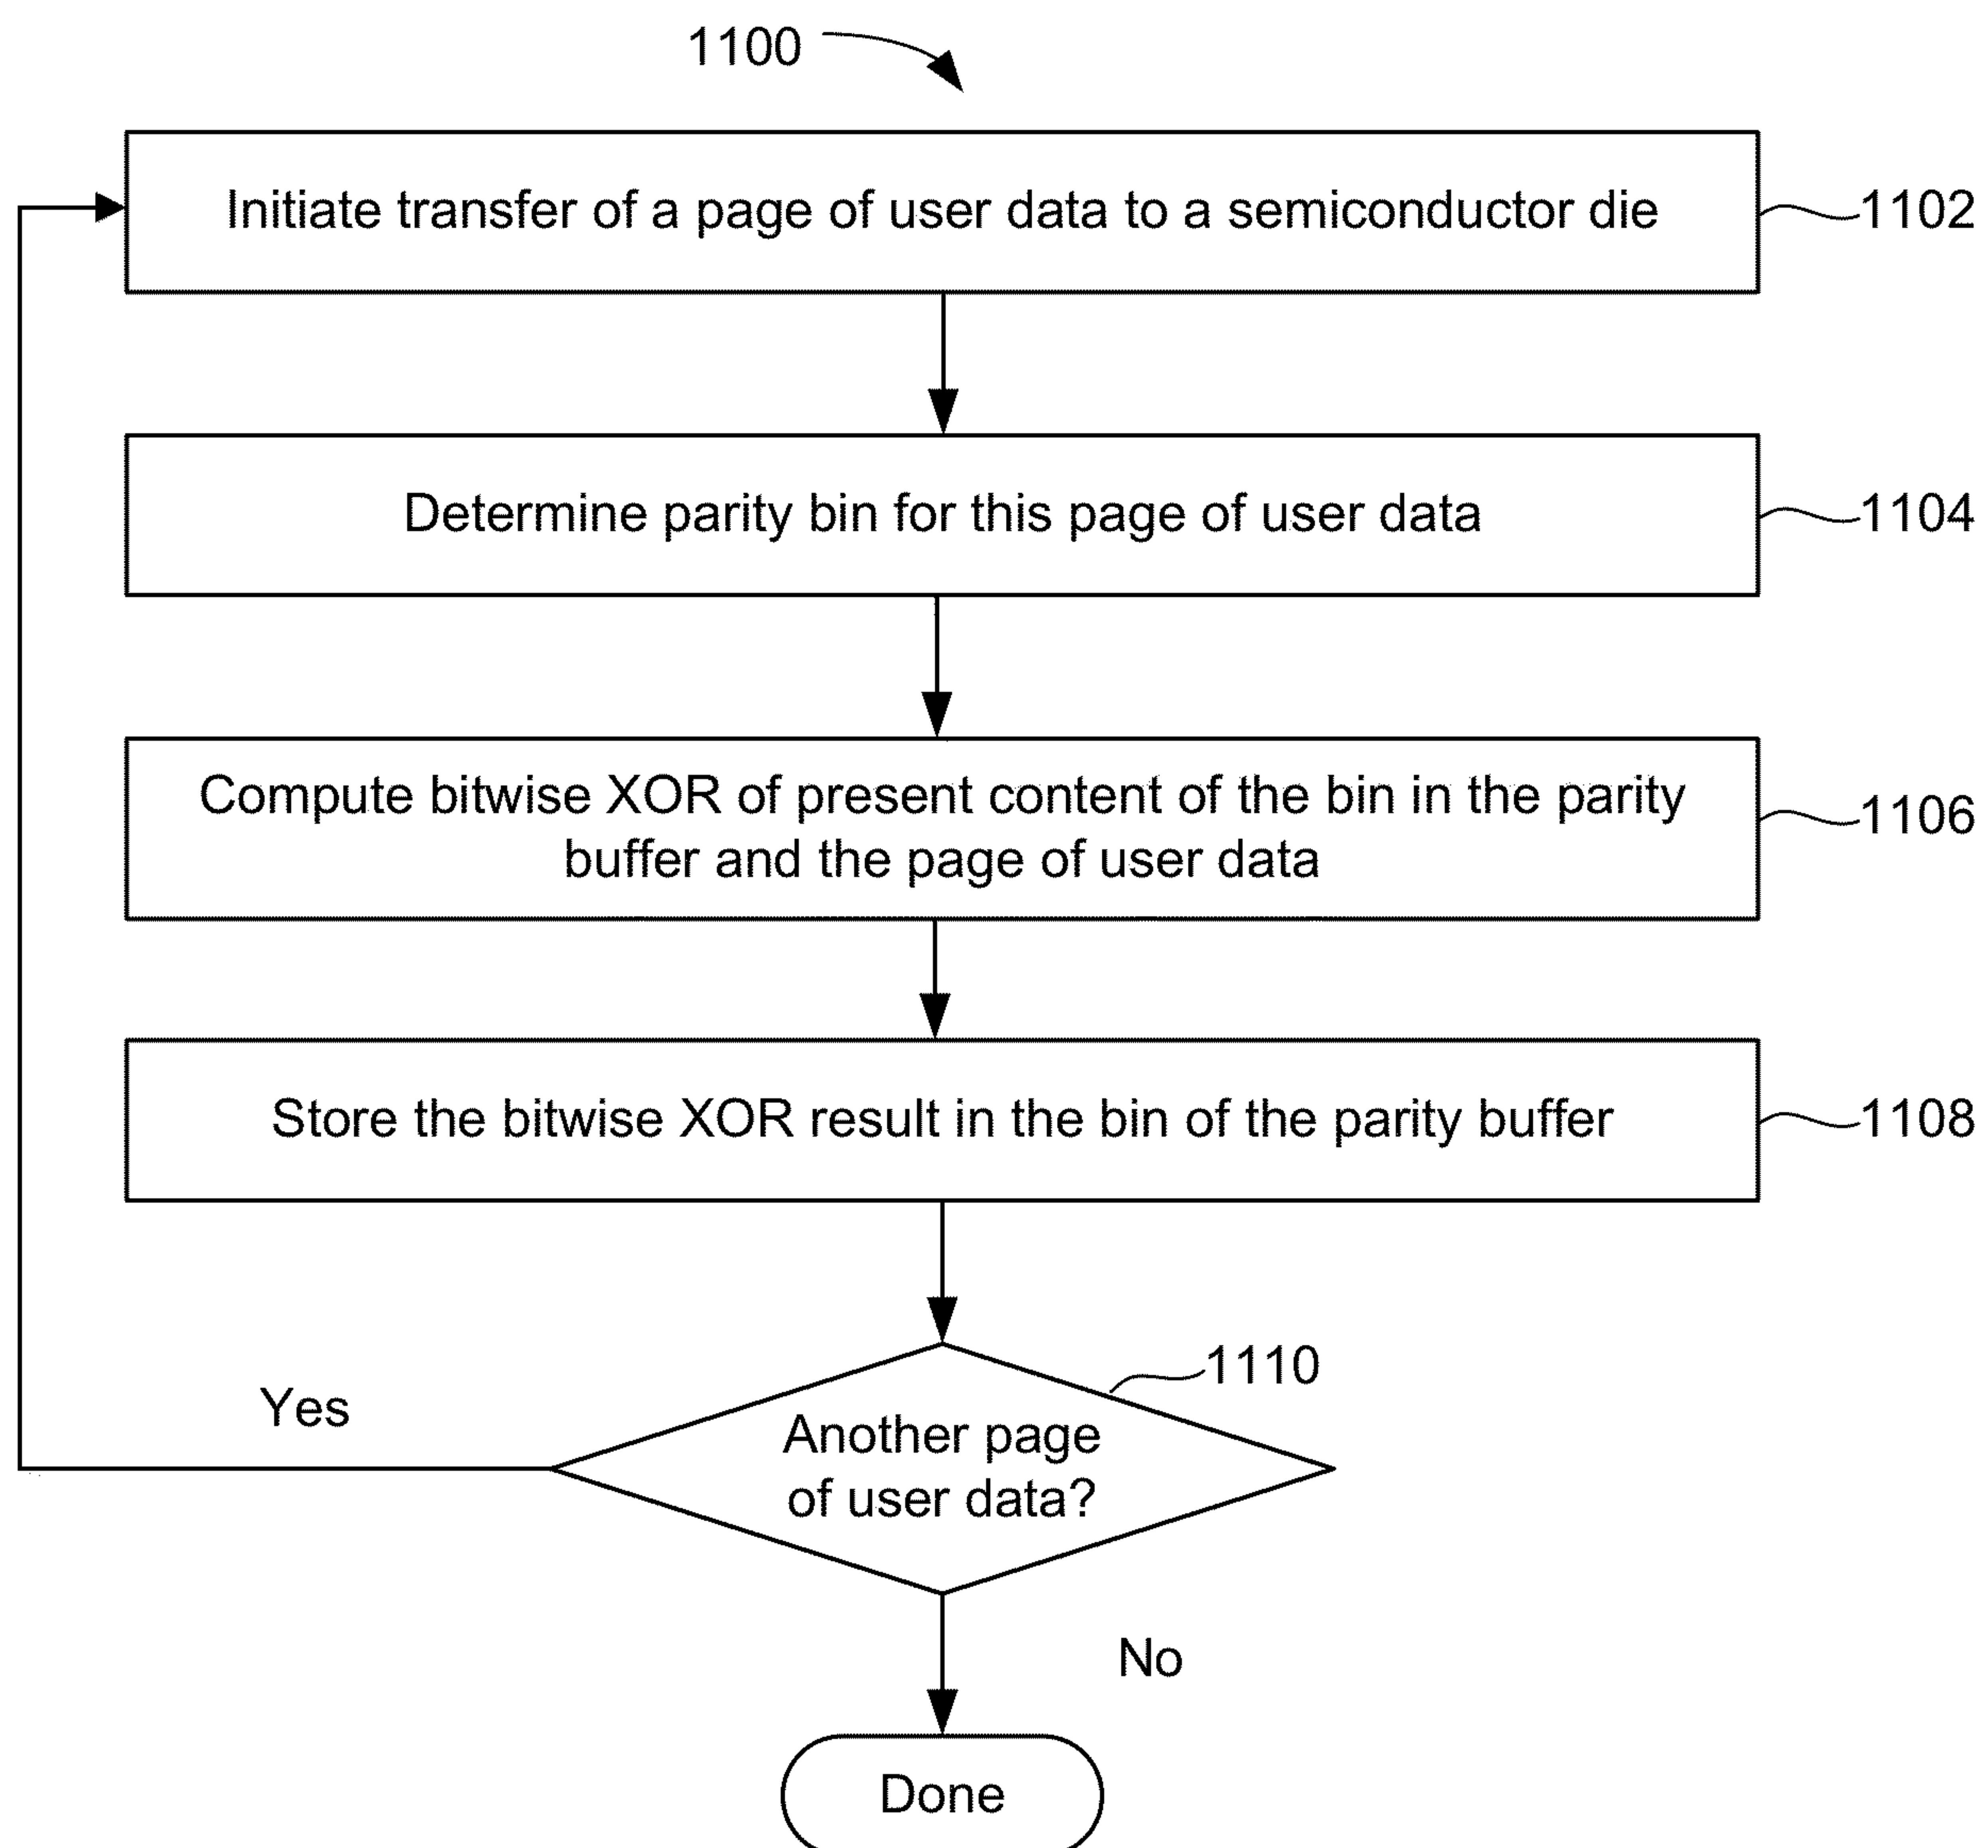 1100
Initiate transfer of a page of user data to a semiconductor die
1102
Determine parity bin for this page of user data
1104
Compute bitwise XOR of present content of the bin in the parity
buffer and the page of user data
1106
Store the bitwise XOR result in the bin of the parity buffer
1108
1110
Another page
of user data?
Yes
No
Done